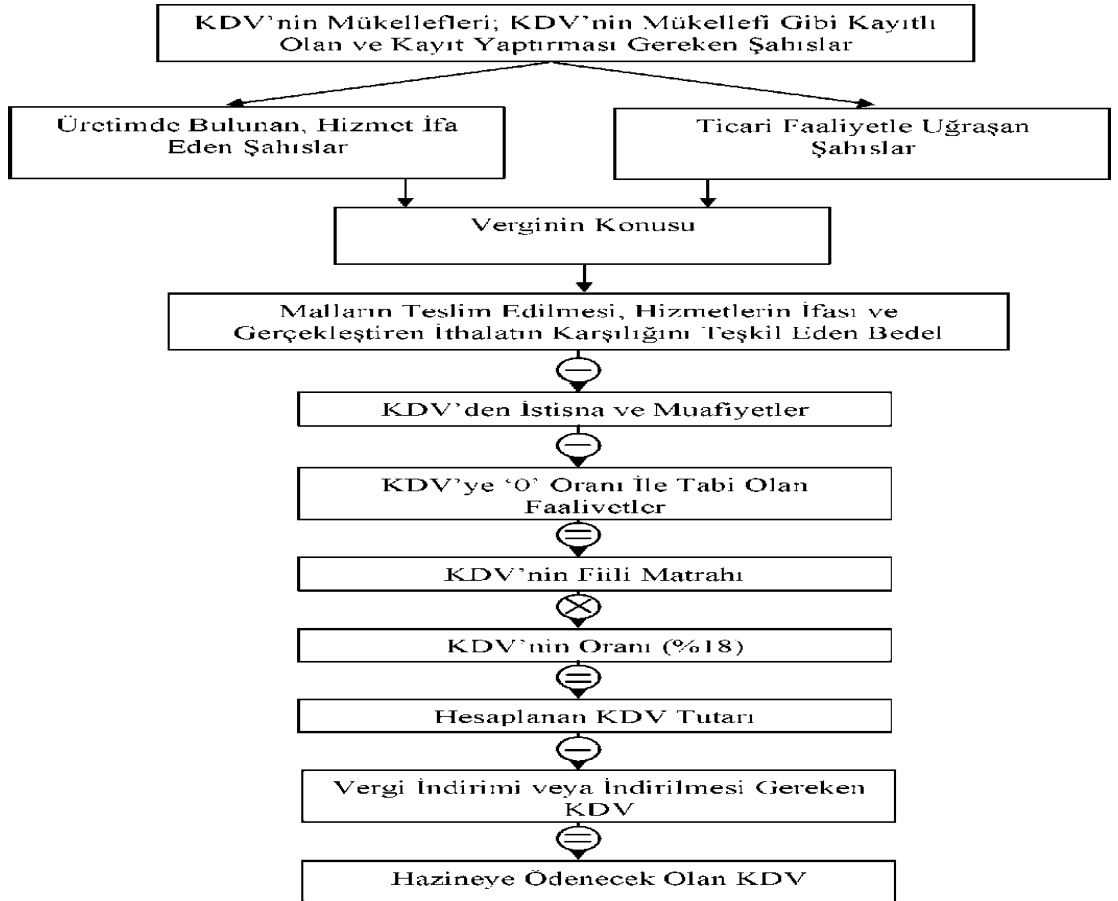 KDV’nin Mükellefleri; KDV’nin Mükellefi Gibi Kayıtlı
Olan ve Kayıt Yaptırması Gereken Şahıslar
Üretimde Bulunan, Hizmet İfa
Eden Şahıslar
Ticari Faaliyetle Uğraşan
Şahıslar
Verginin Konusu
Malların Teslim Edilmesi, Hizmetlerin İfası ve
Gerçekleştiren İthalatın Karşılığını Teşkil Eden Bedel
KDV’den İstisna ve Muafiyetler
KDV’ye ‘0’ Oranı İle Tabi Olan
Faaliyetler
KDV’nin Fiili Matrahı
KDV’nin Oranı (%18)
Hesaplanan KDV Tutarı
Vergi İndirimi veya İndirilmesi Gereken
KDV
Hazineye Ödenecek Olan KDV